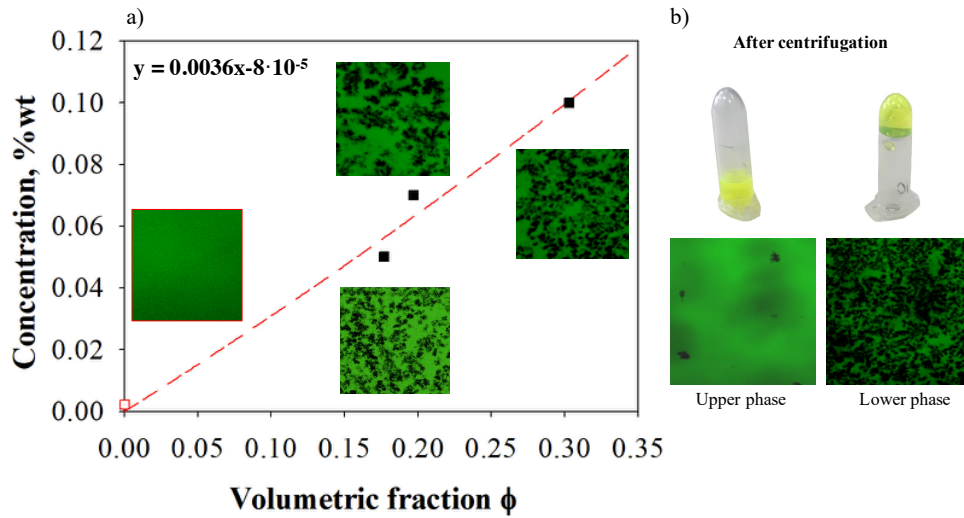 a)
y = 0.0036x-8·10⁻⁵
Concentration, %wt
0.12
0.10
0.08
0.06
0.04
0.02
0.00
0.00 0.05 0.10 0.15 0.20 0.25 0.30 0.35
Volumetric fraction ϕ
b)
After centrifugation
Upper phase
Lower phase